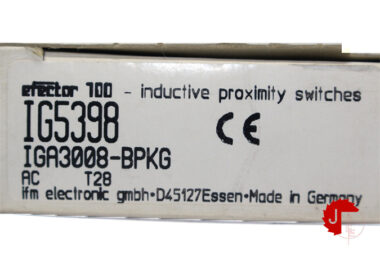 efector 100 - inductive proximity switches
IG5398
CE
IGA3008-BPKG
AC T28
ifm electronic gmbh•D45127Essen•Made in Germany